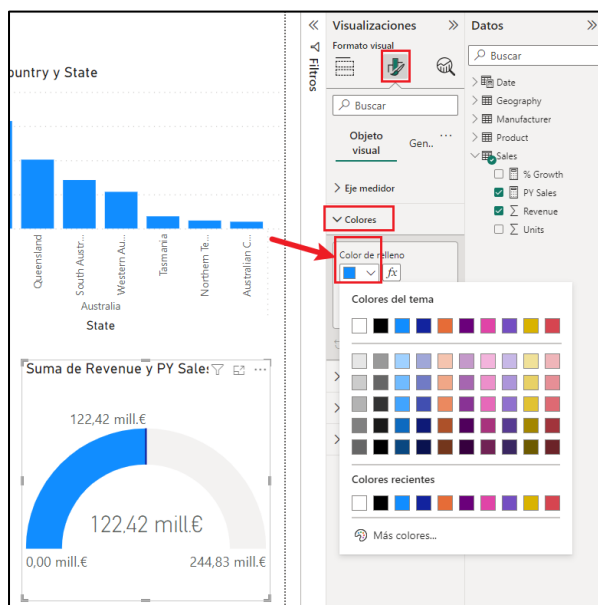 ountry y State
Queensland
South Austr...
Western Au...
Tasmania
Northern Te...
Australian C...
Australia
State
Suma de Revenue y PY Sale
122,42 mill.€
122,42 mill.€
0,00 mill.€
244,83 mill.€
Filtros
Visualizaciones
Formato visual
Buscar
Objeto
visual
Gen..
Eje medidor
Colores
Color de relleno
fx
Colores del tema
Colores recientes
Más colores...
Datos
Buscar
Date
Geography
Manufacturer
Product
Sales
% Growth
PY Sales
Revenue
Units